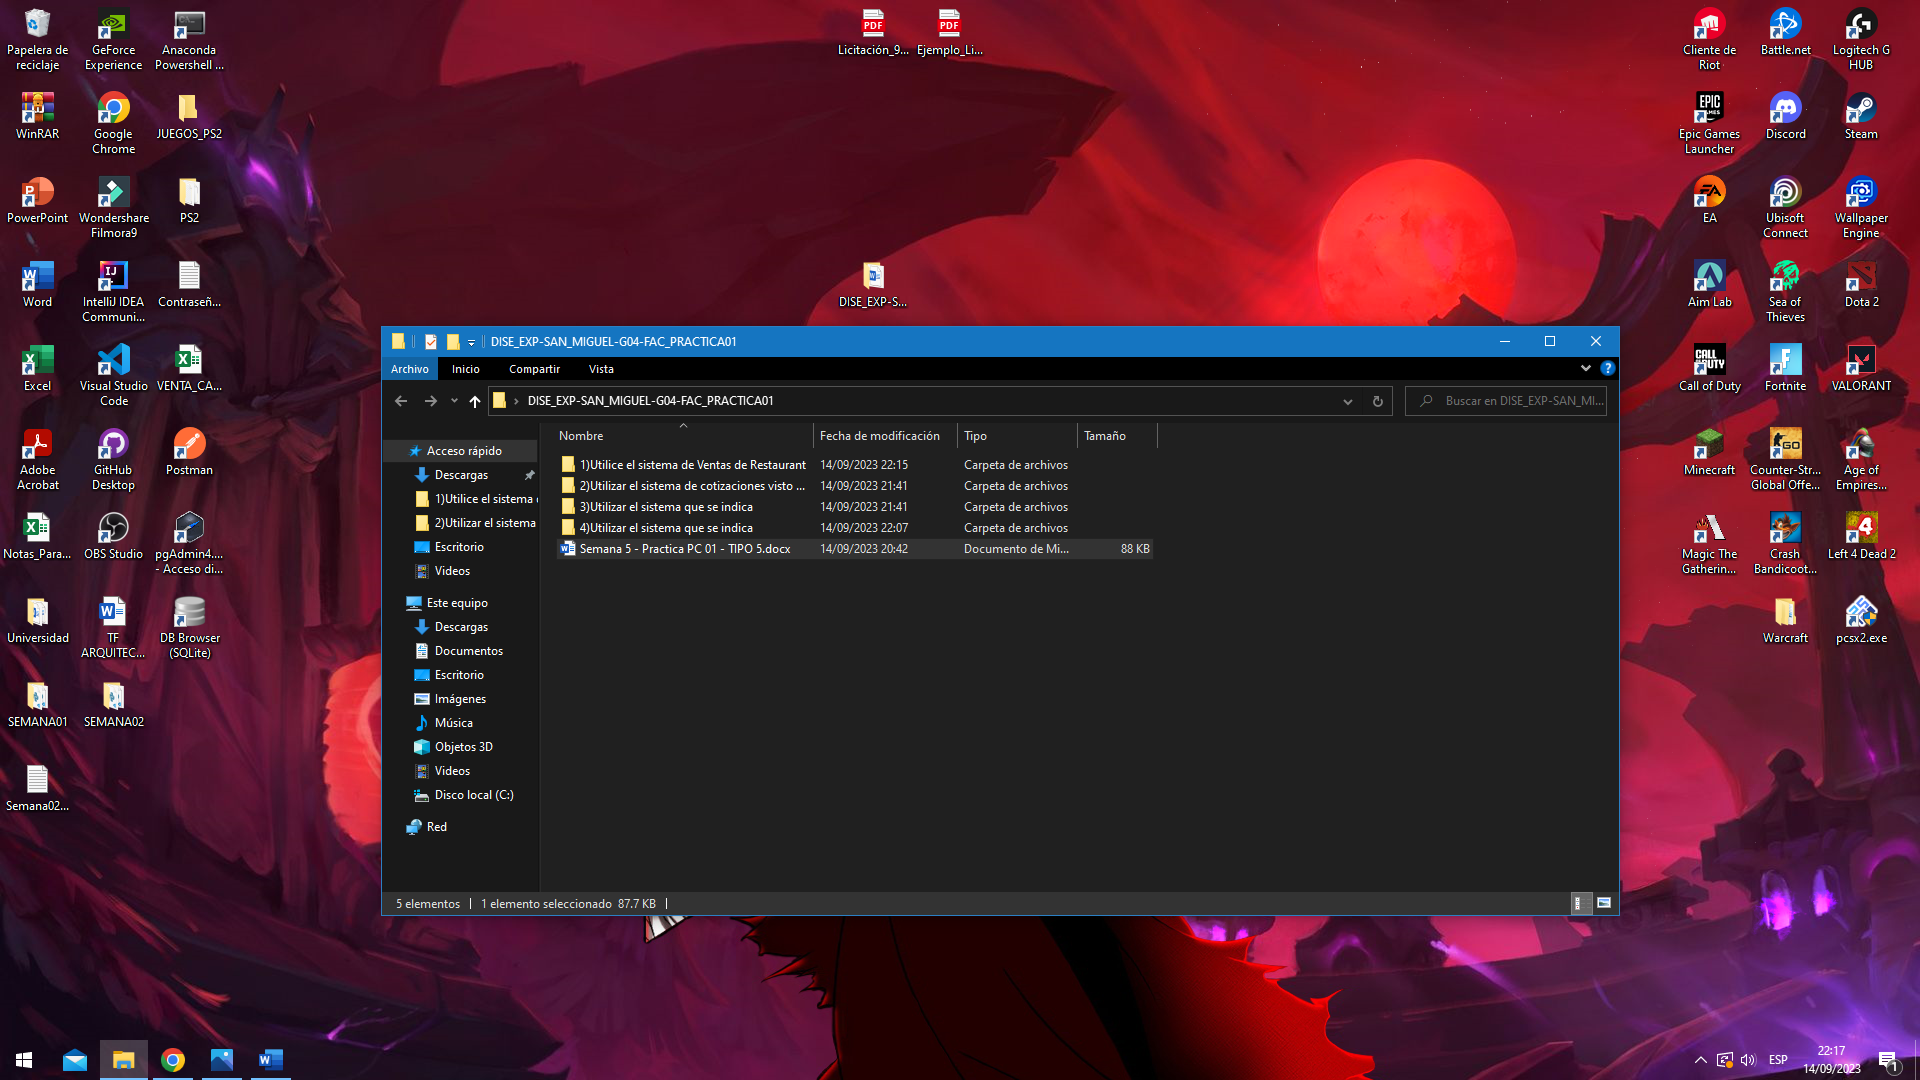 Papelera de
reciclaje
GeForce
Experience
Anaconda
Powershell ...
WinRAR
Google
Chrome
JUEGOS_PS2
PowerPoint
Wondershare
Filmora9
PS2
Word
IntelliJ IDEA
Communi...
Contraseñ...
Excel
Visual Studio
Code
VENTA_CA...
Adobe
Acrobat
GitHub
Desktop
Postman
Notas_Para...
OBS Studio
pgAdmin4....
- Acceso di...
Universidad
TF
ARQUITEC...
DB Browser
(SQLite)
SEMANA01
SEMANA02
Semana02...
PDF
Licitación_9...
PDF
Ejemplo_Li...
DISE_EXP-S...
Cliente de
Riot
Battle.net
Logitech G
HUB
Epic Games
Launcher
Discord
Steam
EA
Ubisoft
Connect
Wallpaper
Engine
Aim Lab
Sea of
Thieves
Dota 2
Call of Duty
Fortnite
VALORANT
Minecraft
Counter-Str...
Global Offe...
Age of
Empires...
Magic The
Gatherin...
Crash
Bandicoot...
Left 4 Dead 2
Warcraft
pcsx2.exe
DISE_EXP-SAN_MIGUEL-G04-FAC_PRACTICA01
Archivo Inicio Compartir Vista
DISE_EXP-SAN_MIGUEL-G04-FAC_PRACTICA01
Buscar en DISE_EXP-SAN_MI...
Acceso rápido
Descargas
1)Utilice el sistema
2)Utilizar el sistema
Escritorio
Videos
Este equipo
Descargas
Documentos
Escritorio
Imágenes
Música
Objetos 3D
Videos
Disco local (C:)
Red
Nombre Fecha de modificación Tipo Tamaño
1)Utilice el sistema de Ventas de Restaurant 14/09/2023 22:15 Carpeta de archivos
2)Utilizar el sistema de cotizaciones visto ... 14/09/2023 21:41 Carpeta de archivos
3)Utilizar el sistema que se indica 14/09/2023 21:41 Carpeta de archivos
4)Utilizar el sistema que se indica 14/09/2023 22:07 Carpeta de archivos
Semana 5 - Practica PC 01 - TIPO 5.docx 14/09/2023 20:42 Documento de Mi... 88 KB
5 elementos 1 elemento seleccionado 87.7 KB
ESP
22:17
14/09/2023
1